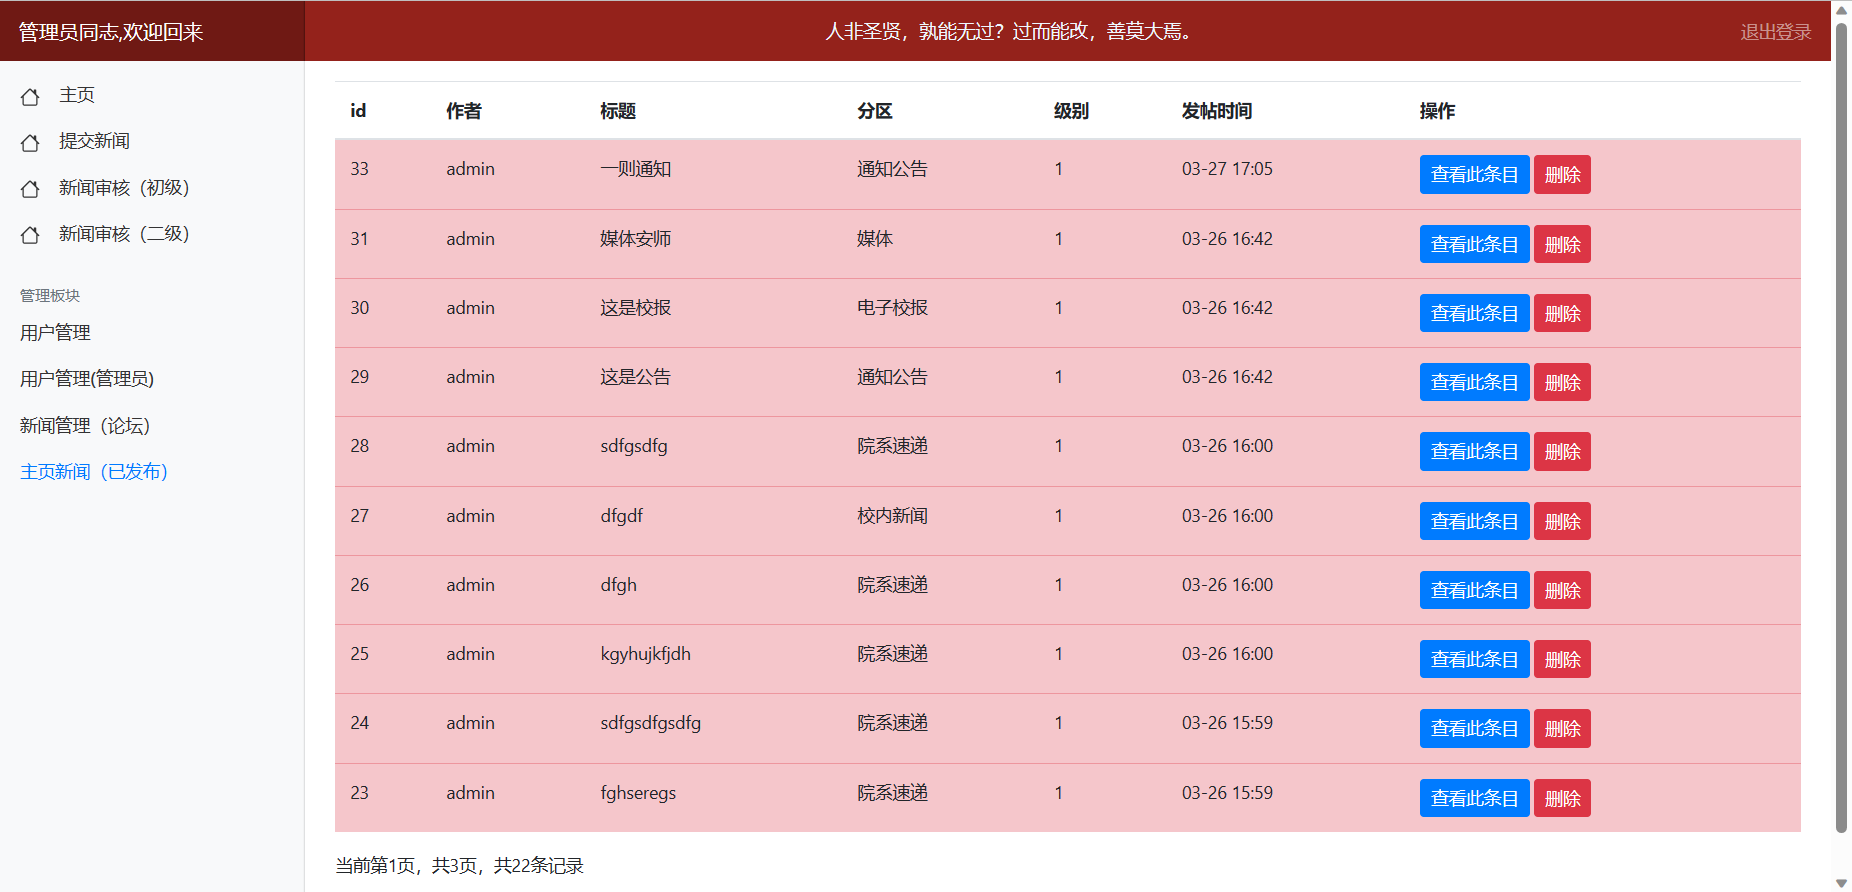 管理员同志,欢迎回来
人非圣贤，孰能无过？过而能改，善莫大焉。
退出登录
主页
提交新闻
新闻审核（初级）
新闻审核（二级）
管理板块
用户管理
用户管理(管理员)
新闻管理（论坛）
主页新闻（已发布）
id 作者 标题 分区 级别 发帖时间 操作
33 admin 一则通知 通知公告 1 03-27 17:05 查看此条目 删除
31 admin 媒体安师 媒体 1 03-26 16:42 查看此条目 删除
30 admin 这是校报 电子校报 1 03-26 16:42 查看此条目 删除
29 admin 这是公告 通知公告 1 03-26 16:42 查看此条目 删除
28 admin sdfgsdfg 院系速递 1 03-26 16:00 查看此条目 删除
27 admin dfgdf 校内新闻 1 03-26 16:00 查看此条目 删除
26 admin dfgh 院系速递 1 03-26 16:00 查看此条目 删除
25 admin kgyhujkfjdh 院系速递 1 03-26 16:00 查看此条目 删除
24 admin sdfgsdfgsdfg 院系速递 1 03-26 15:59 查看此条目 删除
23 admin fghseregs 院系速递 1 03-26 15:59 查看此条目 删除
当前第1页，共3页，共22条记录